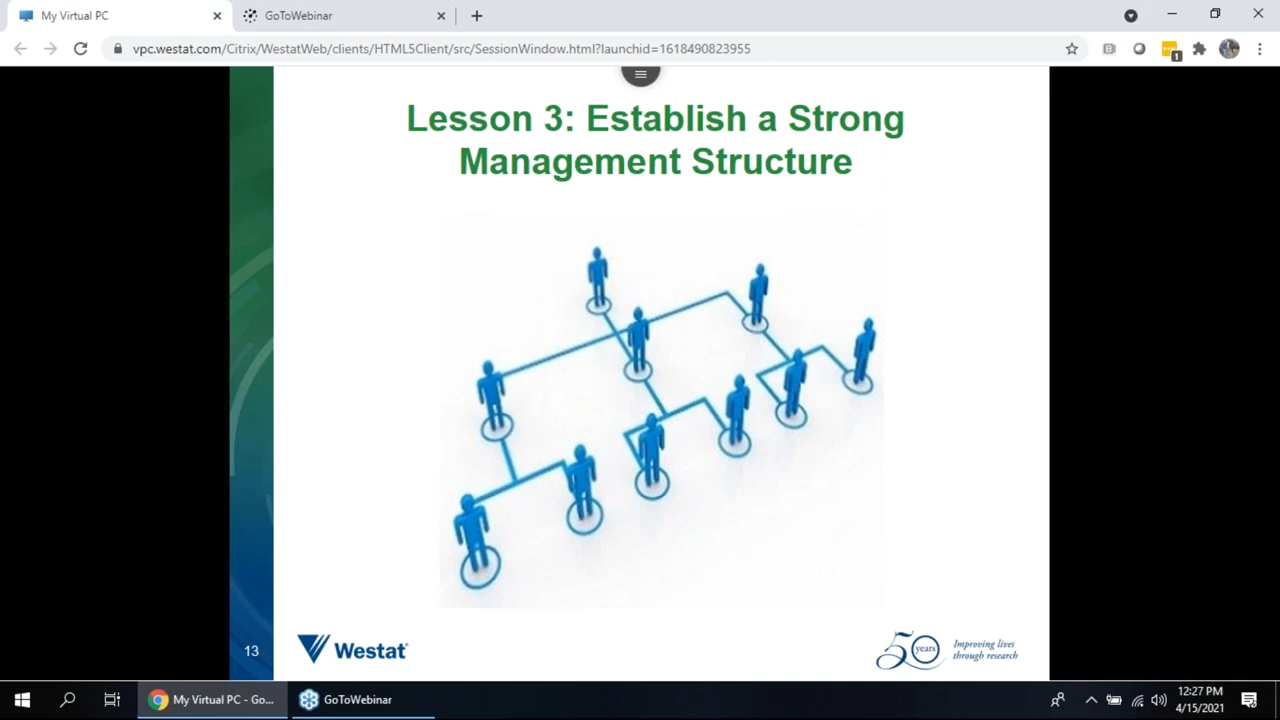 My Virtual PC
GoToWebinar
vpc.westat.com/Citrix/WestatWeb/clients/HTML5Client/src/SessionWindow.html?launchid=1618490823955
1
Lesson 3: Establish a Strong
Management Structure
13
Westat
50 years
Improving lives
through research
My Virtual PC - Go...
GoToWebinar
12:27 PM
4/15/2021